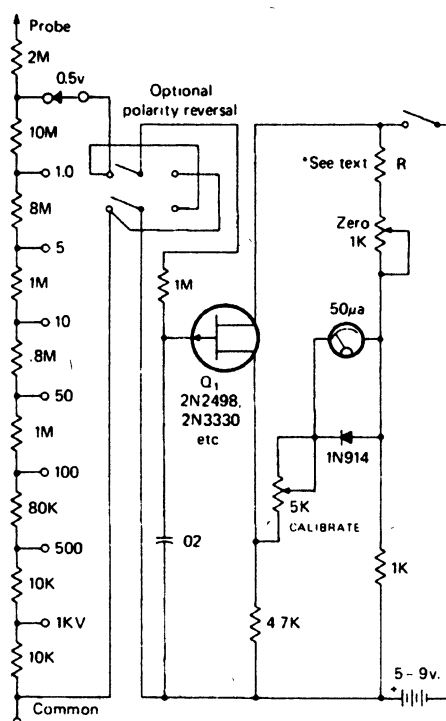 Probe
2M
0.5v
Optional
polarity reversal
10M
1.0
*See text
R
8M
Zero
1K
5
1M
1M
10
50µa
.8M
Q1
2N2498,
2N3330
etc
50
1N914
1M
5K
CALIBRATE
100
80K
02
500
1K
10K
4 7K
1KV
10K
5 - 9v.
+
Common